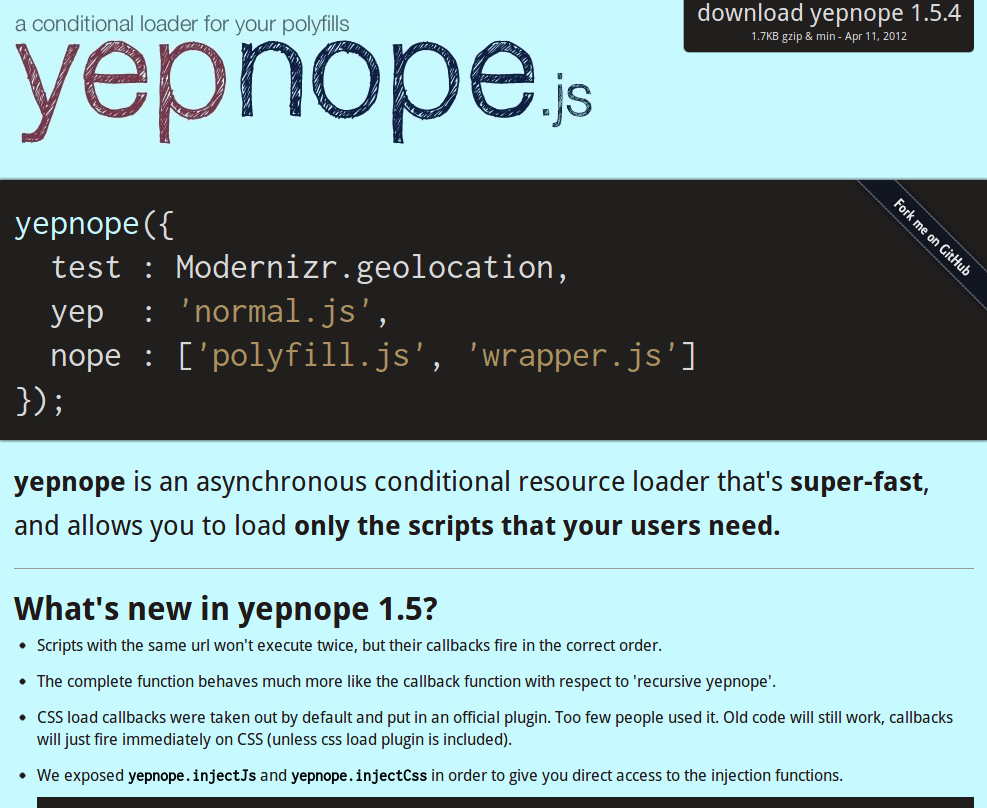 a conditional loader for your polyfills
yepnope.js
download yepnope 1.5.4
1.7KB gzip & min - Apr 11, 2012
Fork me on GitHub
yepnope({
  test : Modernizr.geolocation,
  yep  : 'normal.js',
  nope : ['polyfill.js', 'wrapper.js']
});
yepnope is an asynchronous conditional resource loader that's super-fast,
and allows you to load only the scripts that your users need.
What's new in yepnope 1.5?
• Scripts with the same url won't execute twice, but their callbacks fire in the correct order.
• The complete function behaves much more like the callback function with respect to 'recursive yepnope'.
• CSS load callbacks were taken out by default and put in an official plugin. Too few people used it. Old code will still work, callbacks
will just fire immediately on CSS (unless css load plugin is included).
• We exposed yepnope.injectJs and yepnope.injectCss in order to give you direct access to the injection functions.